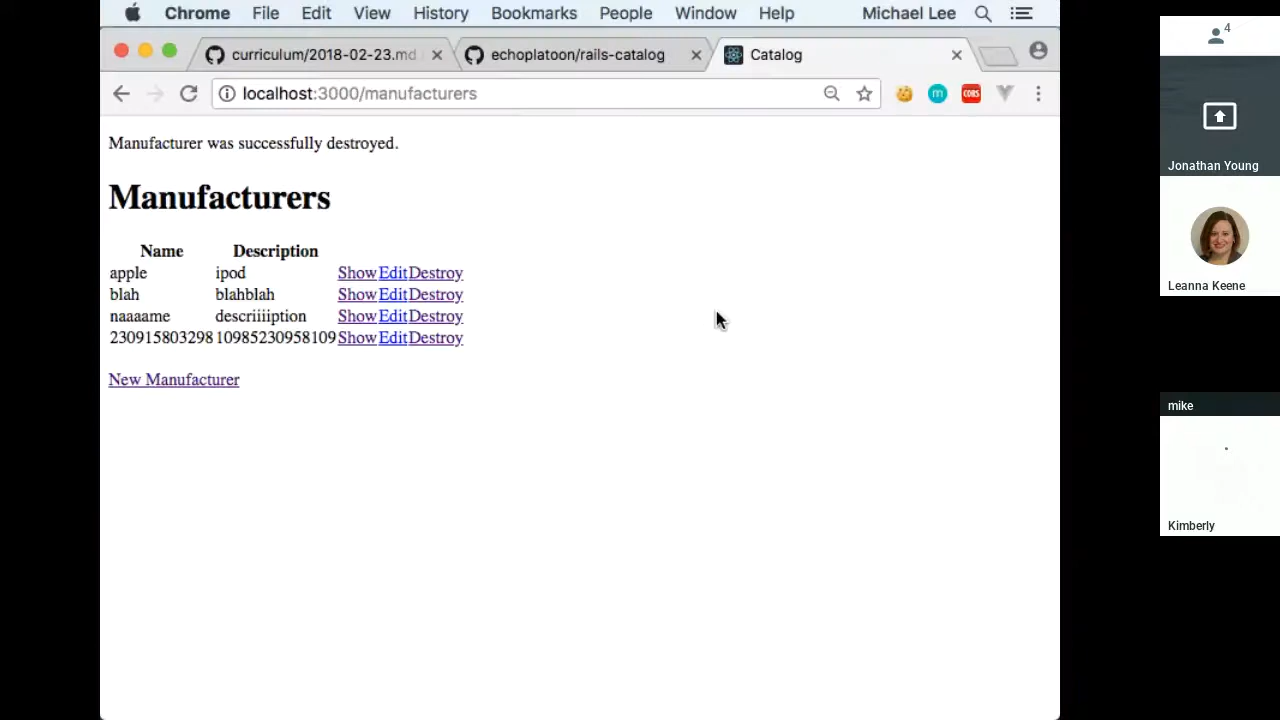 Chrome File Edit View History Bookmarks People Window Help Michael Lee
curriculum/2018-02-23.md echoplatoon/rails-catalog Catalog
localhost:3000/manufacturers
Manufacturer was successfully destroyed.
Manufacturers
Name Description
apple ipod Show Edit Destroy
blah blahblah Show Edit Destroy
naaaame descriiiiption Show Edit Destroy
230915803298 10985230958109 Show Edit Destroy
New Manufacturer
4
Jonathan Young
Leanna Keene
mike
Kimberly